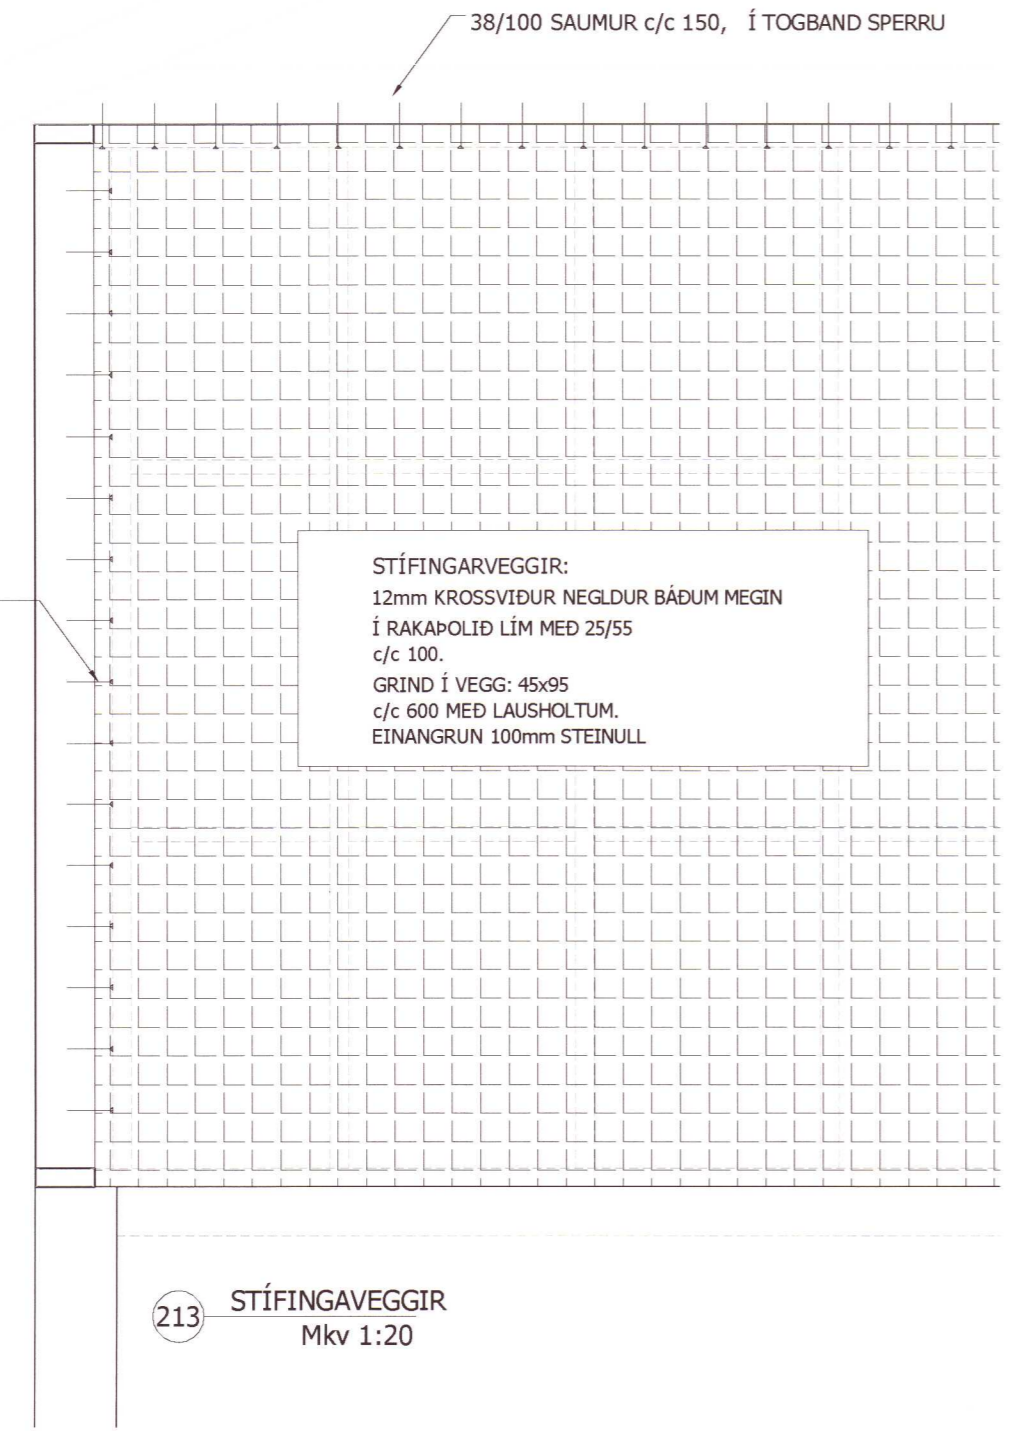 38/100 SAUMUR c/c 150, Í TOGBAND SPERRU
STÍFINGARVEGGIR:
12mm KROSSVIÐUR NEGLDUR BÁÐUM MEGIN
Í RAKAÞOLIÐ LÍM MEÐ 25/55
c/c 100.
GRIND Í VEGG: 45x95
c/c 600 MEÐ LAUSHOLTUM.
EINANGRUN 100mm STEINULL
213 STÍFINGAVEGGIR
Mkv 1:20